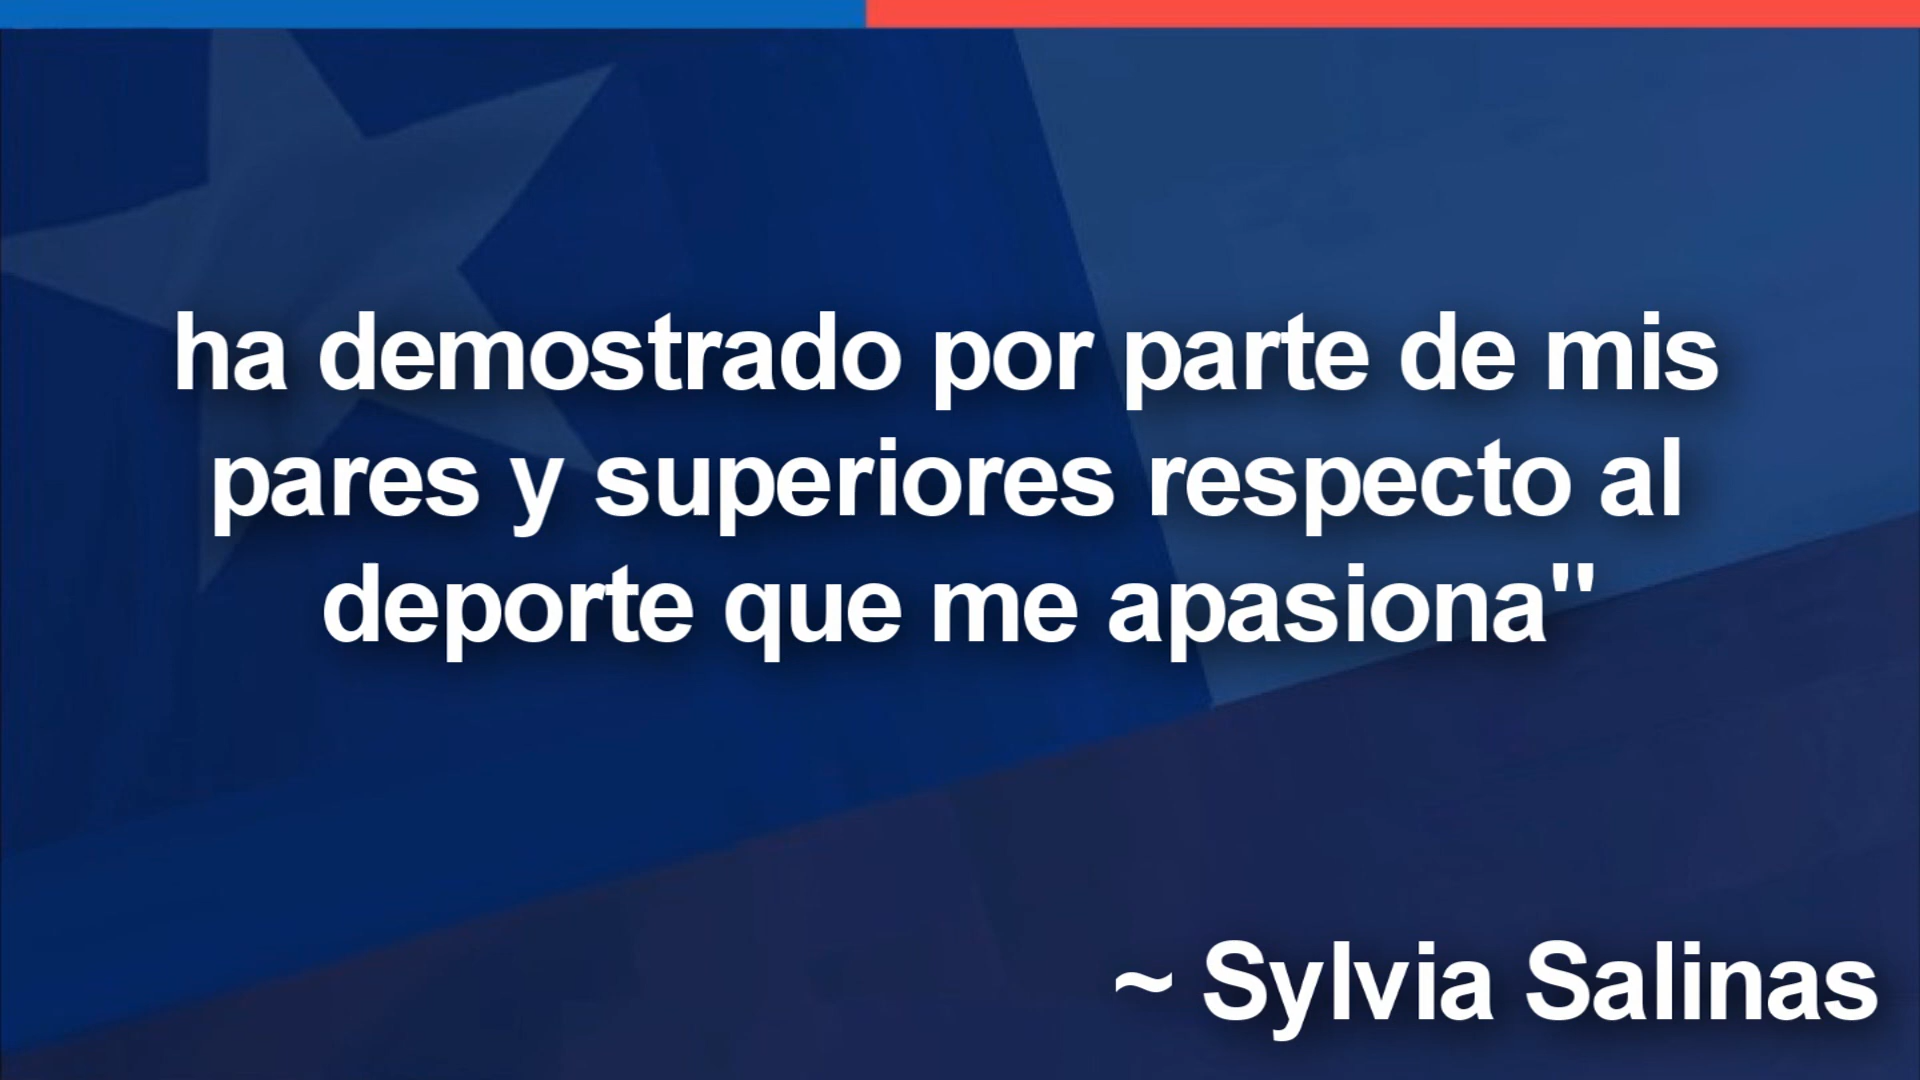 ha demostrado por parte de mis
pares y superiores respecto al
deporte que me apasiona"
~ Sylvia Salinas